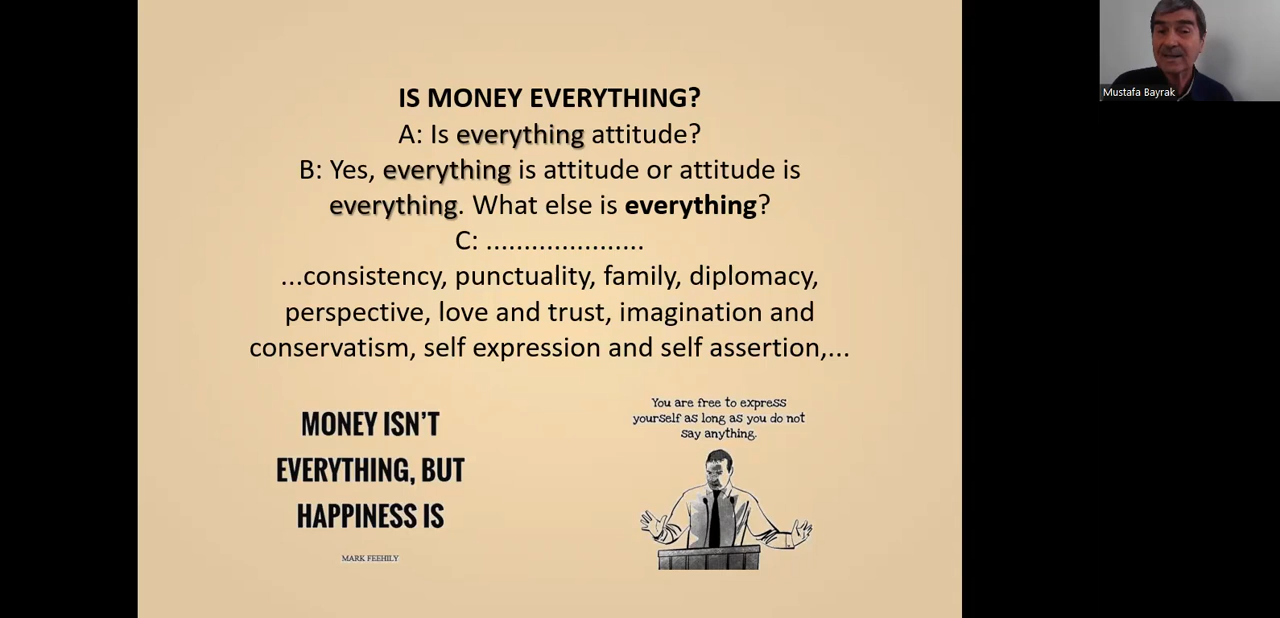 IS MONEY EVERYTHING?
A: Is everything attitude?
B: Yes, everything is attitude or attitude is
everything. What else is everything?
C: .....................
...consistency, punctuality, family, diplomacy,
perspective, love and trust, imagination and
conservatism, self expression and self assertion,...
MONEY ISN'T
EVERYTHING, BUT
HAPPINESS IS
MARK FEEHILY
You are free to express
yourself as long as you do not
say anything.
Mustafa Bayrak